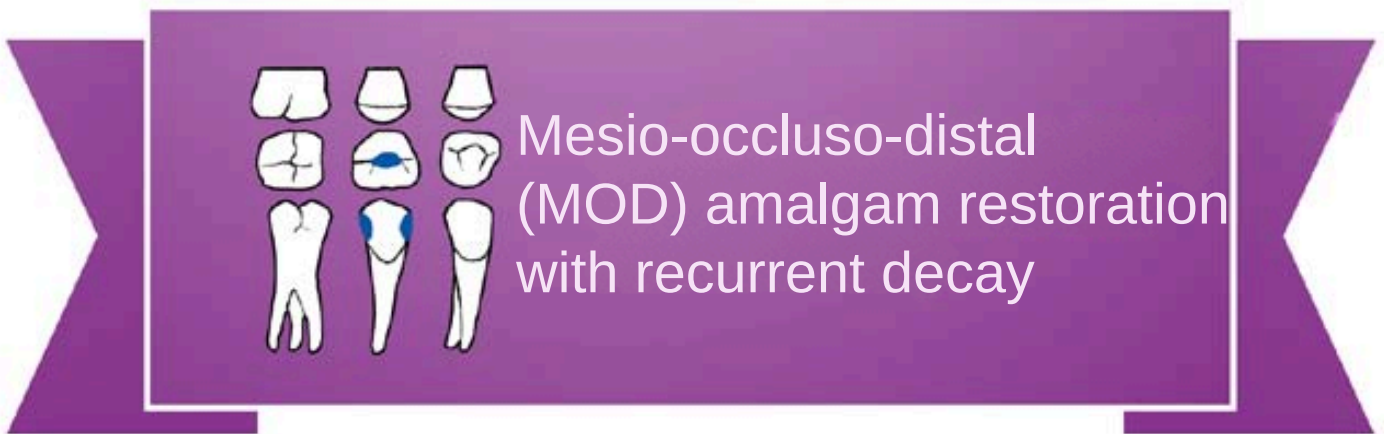 Mesio-occluso-distal
(MOD) amalgam restoration
with recurrent decay